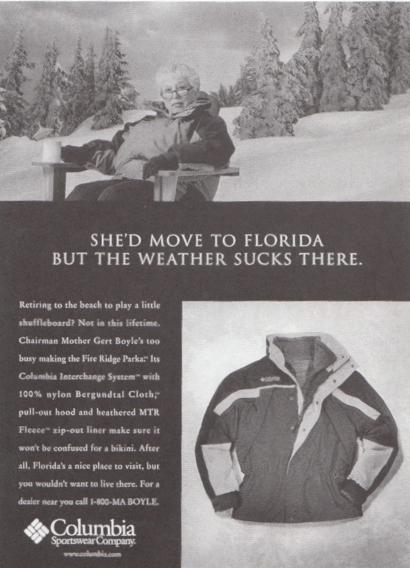 SHE'D MOVE TO FLORIDA
BUT THE WEATHER SUCKS THERE.
Retiring to the beach to play a little
shuffleboard? Not in this lifetime.
Chairman Mother Gert Boyle's too
busy making the Fire Ridge Parka.™ Its
Columbia Interchange System™ with
100% nylon Bergundtal Cloth,™
pull-out hood and heathered MTR
Fleece™ zip-out liner make sure it
won't be confused for a bikini. After
all, Florida's a nice place to visit, but
you wouldn't want to live there. For a
dealer near you call 1-800-MA BOYLE.
Columbia
Sportswear Company.
www.columbia.com